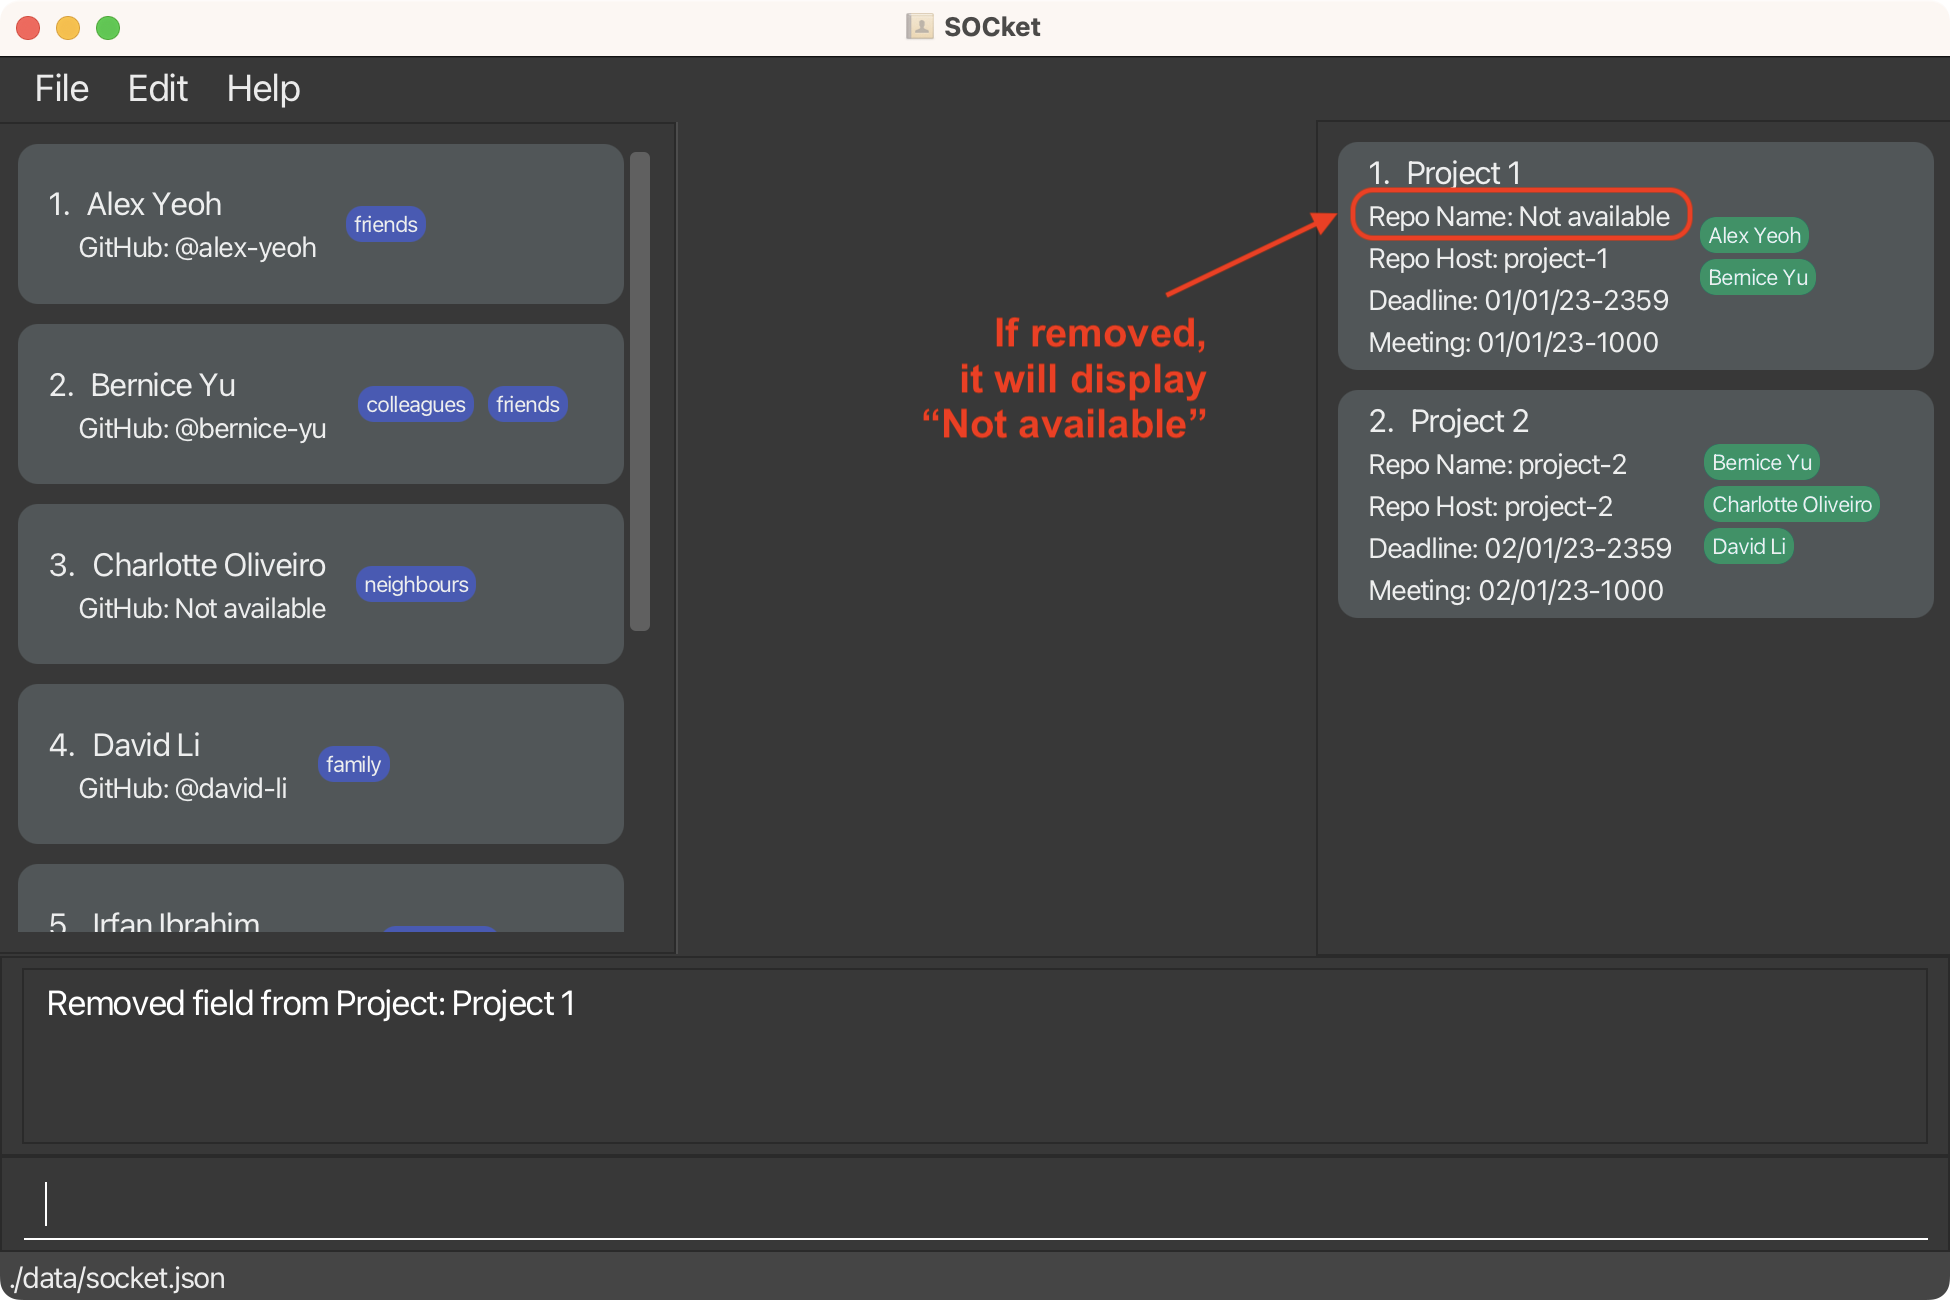 SOCket
File Edit Help
1. Alex Yeoh
friends
GitHub: @alex-yeoh
2. Bernice Yu
colleagues friends
GitHub: @bernice-yu
3. Charlotte Oliveiro
neighbours
GitHub: Not available
4. David Li
family
GitHub: @david-li
5. Irfan Ibrahim
If removed,
it will display
“Not available”
1. Project 1
Repo Name: Not available
Repo Host: project-1
Deadline: 01/01/23-2359
Meeting: 01/01/23-1000
Alex Yeoh
Bernice Yu
2. Project 2
Repo Name: project-2
Repo Host: project-2
Deadline: 02/01/23-2359
Meeting: 02/01/23-1000
Bernice Yu
Charlotte Oliveiro
David Li
Removed field from Project: Project 1
./data/socket.json